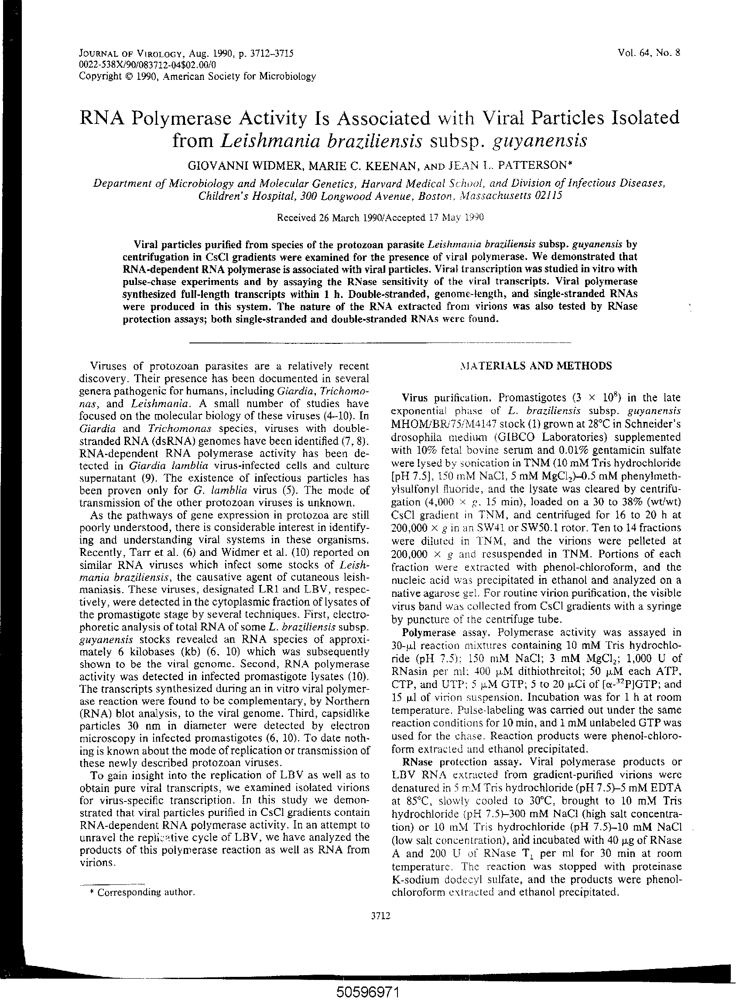 JOURNAL OF VIROLOGY, Aug. 1990, p. 3712–3715
0022-538X/90/083712-04$02.00/0
Copyright © 1990, American Society for Microbiology
Vol. 64, No. 8
RNA Polymerase Activity Is Associated with Viral Particles Isolated
from Leishmania braziliensis subsp. guyanensis
GIOVANNI WIDMER, MARIE C. KEENAN, AND JEAN L. PATTERSON*
Department of Microbiology and Molecular Genetics, Harvard Medical School, and Division of Infectious Diseases,
Children's Hospital, 300 Longwood Avenue, Boston, Massachusetts 02115
Received 26 March 1990/Accepted 17 May 1990
Viral particles purified from species of the protozoan parasite Leishmania braziliensis subsp. guyanensis by
centrifugation in CsCl gradients were examined for the presence of viral polymerase. We demonstrated that
RNA-dependent RNA polymerase is associated with viral particles. Viral transcription was studied in vitro with
pulse-chase experiments and by assaying the RNase sensitivity of the viral transcripts. Viral polymerase
synthesized full-length transcripts within 1 h. Double-stranded, genome-length, and single-stranded RNAs
were produced in this system. The nature of the RNA extracted from virions was also tested by RNase
protection assays; both single-stranded and double-stranded RNAs were found.
Viruses of protozoan parasites are a relatively recent
discovery. Their presence has been documented in several
genera pathogenic for humans, including Giardia, Trichomo-
nas, and Leishmania. A small number of studies have
focused on the molecular biology of these viruses (4–10). In
Giardia and Trichomonas species, viruses with double-
stranded RNA (dsRNA) genomes have been identified (7, 8).
RNA-dependent RNA polymerase activity has been de-
tected in Giardia lamblia virus-infected cells and culture
supernatant (9). The existence of infectious particles has
been proven only for G. lamblia virus (5). The mode of
transmission of the other protozoan viruses is unknown.
As the pathways of gene expression in protozoa are still
poorly understood, there is considerable interest in identify-
ing and understanding viral systems in these organisms.
Recently, Tarr et al. (6) and Widmer et al. (10) reported on
similar RNA viruses which infect some stocks of Leish-
mania braziliensis, the causative agent of cutaneous leish-
maniasis. These viruses, designated LR1 and LBV, respec-
tively, were detected in the cytoplasmic fraction of lysates of
the promastigote stage by several techniques. First, electro-
phoretic analysis of total RNA of some L. braziliensis subsp.
guyanensis stocks revealed an RNA species of approxi-
mately 6 kilobases (kb) (6, 10) which was subsequently
shown to be the viral genome. Second, RNA polymerase
activity was detected in infected promastigote lysates (10).
The transcripts synthesized during an in vitro viral polymer-
ase reaction were found to be complementary, by Northern
(RNA) blot analysis, to the viral genome. Third, capsidlike
particles 30 nm in diameter were detected by electron
microscopy in infected promastigotes (6, 10). To date noth-
ing is known about the mode of replication or transmission of
these newly described protozoan viruses.
To gain insight into the replication of LBV as well as to
obtain pure viral transcripts, we examined isolated virions
for virus-specific transcription. In this study we demon-
strated that viral particles purified in CsCl gradients contain
RNA-dependent RNA polymerase activity. In an attempt to
unravel the replicative cycle of LBV, we have analyzed the
products of this polymerase reaction as well as RNA from
virions.
* Corresponding author.
MATERIALS AND METHODS
Virus purification. Promastigotes (3 × 10⁸) in the late
exponential phase of L. braziliensis subsp. guyanensis
MHOM/BR/75/M4147 stock (1) grown at 28°C in Schneider's
drosophila medium (GIBCO Laboratories) supplemented
with 10% fetal bovine serum and 0.01% gentamicin sulfate
were lysed by sonication in TNM (10 mM Tris hydrochloride
[pH 7.5], 150 mM NaCl, 5 mM MgCl₂)–0.5 mM phenylmeth-
ylsulfonyl fluoride, and the lysate was cleared by centrifu-
gation (4,000 × g, 15 min), loaded on a 30 to 38% (wt/wt)
CsCl gradient in TNM, and centrifuged for 16 to 20 h at
200,000 × g in an SW41 or SW50.1 rotor. Ten to 14 fractions
were diluted in TNM, and the virions were pelleted at
200,000 × g and resuspended in TNM. Portions of each
fraction were extracted with phenol-chloroform, and the
nucleic acid was precipitated in ethanol and analyzed on a
native agarose gel. For routine virion purification, the visible
virus band was collected from CsCl gradients with a syringe
by puncture of the centrifuge tube.
Polymerase assay. Polymerase activity was assayed in
30-μl reaction mixtures containing 10 mM Tris hydrochlo-
ride (pH 7.5); 150 mM NaCl; 3 mM MgCl₂; 1,000 U of
RNasin per ml; 400 μM dithiothreitol; 50 μM each ATP,
CTP, and UTP; 5 μM GTP; 5 to 20 μCi of [α-³²P]GTP; and
15 μl of virion suspension. Incubation was for 1 h at room
temperature. Pulse-labeling was carried out under the same
reaction conditions for 10 min, and 1 mM unlabeled GTP was
used for the chase. Reaction products were phenol-chloro-
form extracted and ethanol precipitated.
RNase protection assay. Viral polymerase products or
LBV RNA extracted from gradient-purified virions were
denatured in 5 mM Tris hydrochloride (pH 7.5)–5 mM EDTA
at 85°C, slowly cooled to 30°C, brought to 10 mM Tris
hydrochloride (pH 7.5)–300 mM NaCl (high salt concentra-
tion) or 10 mM Tris hydrochloride (pH 7.5)–10 mM NaCl
(low salt concentration), and incubated with 40 μg of RNase
A and 200 U of RNase T₁ per ml for 30 min at room
temperature. The reaction was stopped with proteinase
K-sodium dodecyl sulfate, and the products were phenol-
chloroform extracted and ethanol precipitated.
3712
50596971